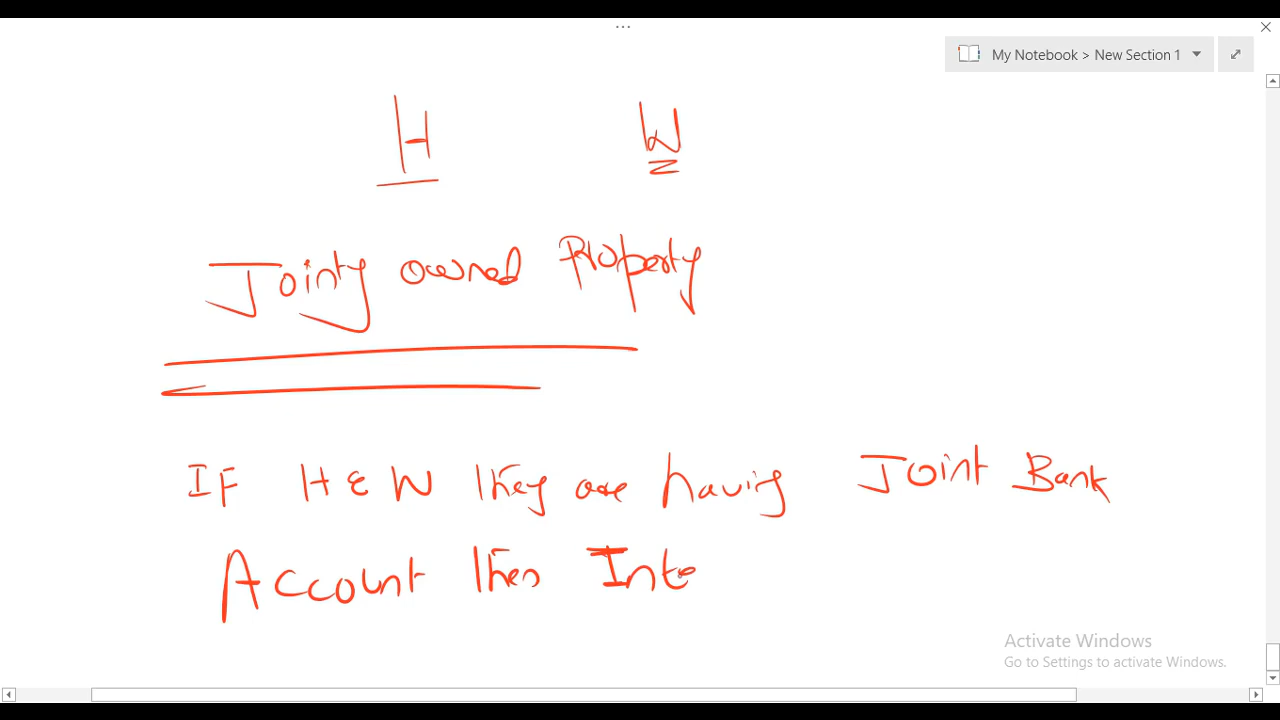 My Notebook > New Section 1
H W
Jointy owned Property
IF H & W they are having Joint Bank
Account then Inte
Activate Windows
Go to Settings to activate Windows.